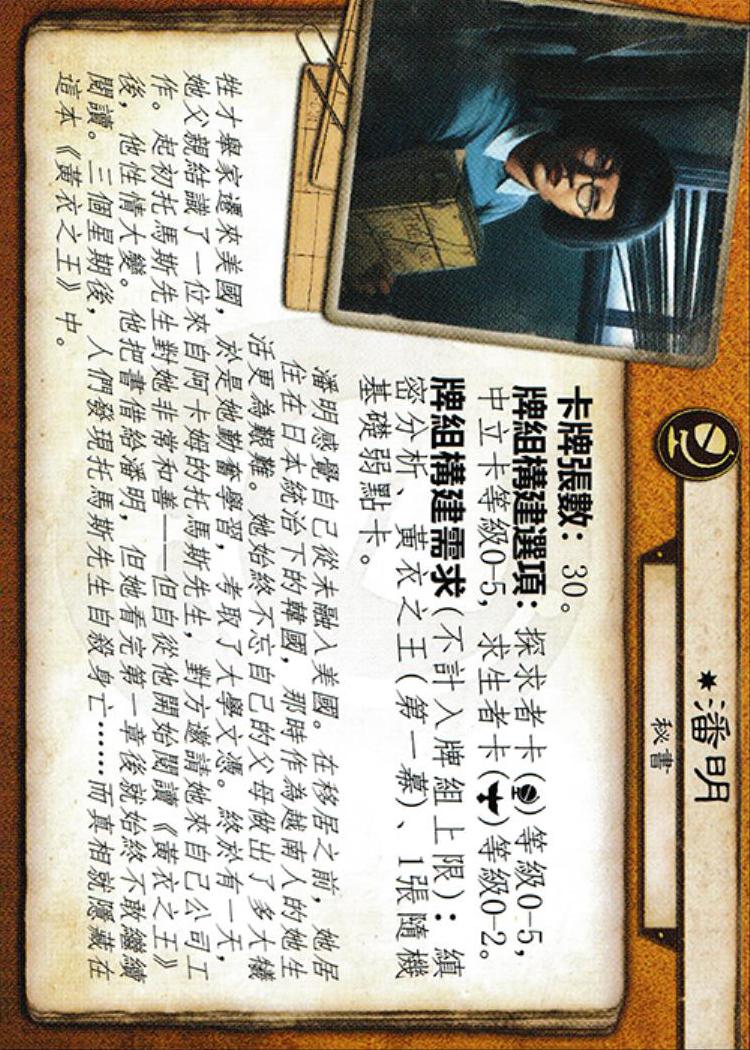 潘明
秘書
卡牌張數：30。
牌組構建選項：探求者卡()等級0-5，
中立卡等級0-5，求生者卡()等級0-2。
牌組構建需求(不計入牌組上限)：縝
密分析、黃衣之王(第一幕)、1張隨機
基礎弱點卡。
潘明感覺自己從未融入美國。在移居之前，她居
住在日本統治下的韓國，那時作為越南人的她生
活更為艱難。她始終不忘自己的父母做出了多大犧
牲才舉家遷來美國，於是她勤奮學習，考取了大學文憑。終於有一天，
她父親結識了一位來自阿卡姆的托馬斯先生，對方邀請她來自己公司工
作。起初托馬斯先生對她非常和善——但自從他開始閱讀《黃衣之王》
後，他性情大變。他把書借給潘明，但她看完第一章後就始終不敢繼續
閱讀。三個星期後，人們發現托馬斯先生自殺身亡……而真相就隱藏在
這本《黃衣之王》中。